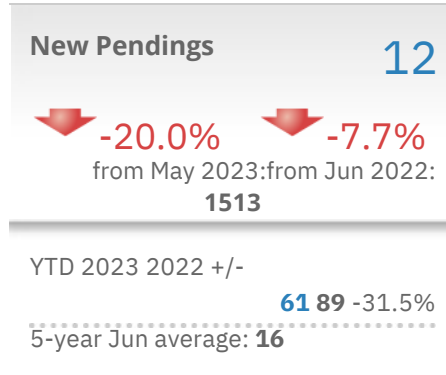 New Pendings 12
-20.0% -7.7%
from May 2023:from Jun 2022:
1513
YTD 2023 2022 +/-
61 89 -31.5%
5-year Jun average: 16